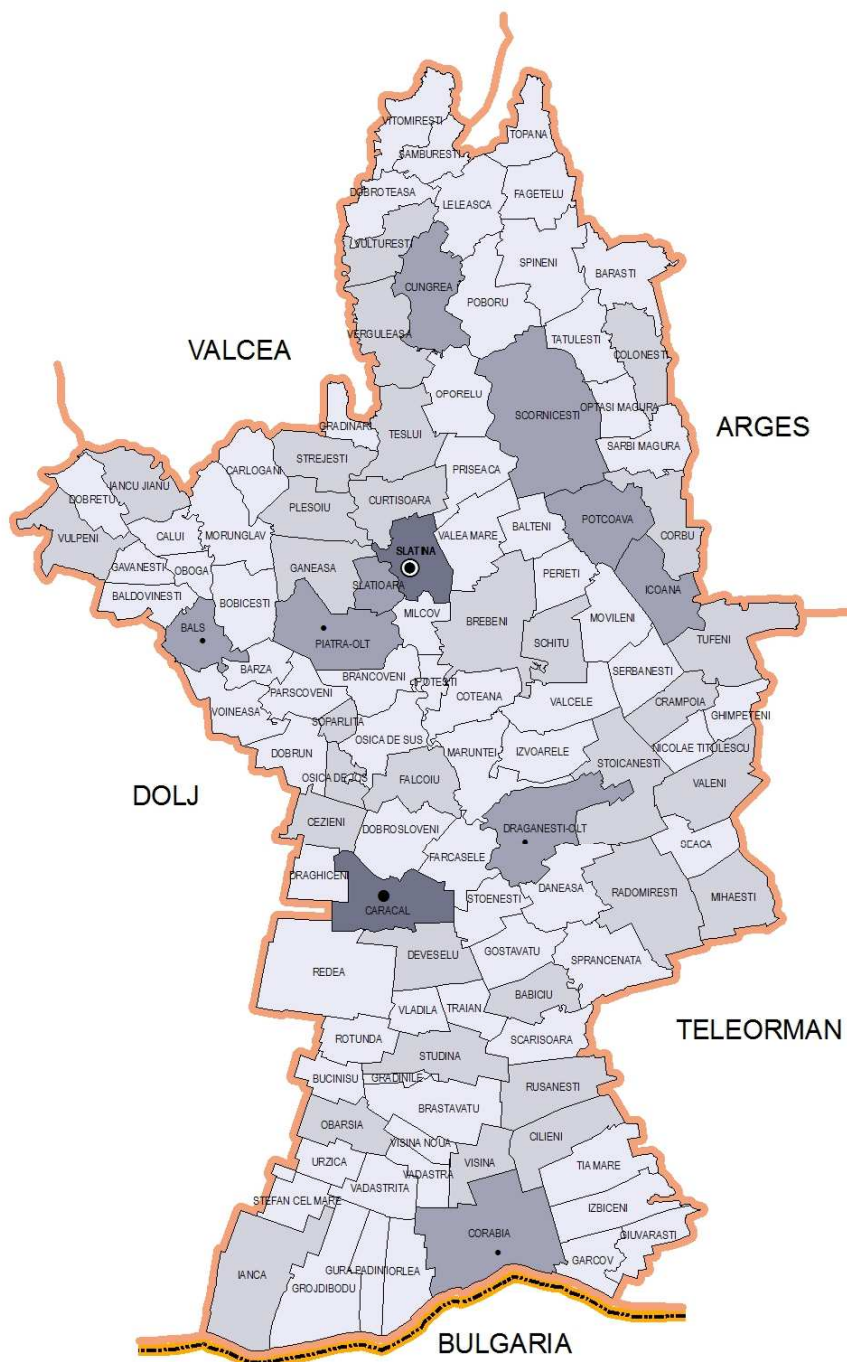 VITOMIRESTI
TOPANA
SAMBURESTI
DOBROTEASA
FAGETELU
LELEASCA
VULTURESTI
SPINENI
BARASTI
CUNGREA
POBORU
VERGULEASA
TATULESTI
VALCEA
COLONESTI
OPORELU
SCORNICESTI
OPTASI MAGURA
GRADINARI
TESLUI
ARGES
SARBI MAGURA
STREJESTI
CARLOGANI
PRISEACA
IANCU JIANU
DOBRETU
PLESOIU
CURTISOARA
POTCOAVA
BALTENI
VULPENI
CALUI
MORUNGLAV
VALEA MARE
CORBU
SLATINA
GAVANESTI
OBOGA
GANEASA
PERIETI
SLATIOARA
ICOANA
BALDOVINESTI
BOBICESTI
MILCOV
BREBENI
MOVILENI
BALS
PIATRA-OLT
SCHITU
TUFENI
BARZA
BRANCOVENI
IPOTESTI
SERBANESTI
PARSCOVENI
COTEANA
VALCELE
CRAMPOIA
VOINEASA
SOPARLITA
GHIMPETENI
OSICA DE SUS
DOBRUN
MARUNTEI
IZVOARELE
NICOLAE TITULESCU
STOICANESTI
OSICA DE JOS
FALCOIU
VALENI
DOLJ
CEZIENI
DOBROSLOVENI
DRAGANESTI-OLT
SEACA
FARCASELE
DRAGHICENI
DANEASA
RADOMIRESTI
MIHAESTI
STOENESTI
CARACAL
DEVESELU
GOSTAVATU
SPRANCENATA
REDEA
BABICIU
VLADILA
TRAIAN
TELEORMAN
ROTUNDA
SCARISOARA
STUDINA
BUCINISU
GRADINILE
RUSANESTI
BRASTAVATU
OBARSIA
CILIENI
VISINA NOUA
URZICA
VISINA
TIA MARE
VADASTRA
VADASTRITA
STEFAN CEL MARE
IZBICENI
CORABIA
GIUVARASTI
GARCOV
IANCA
GURA PADINII
ORLEA
GROJDIBODU
BULGARIA